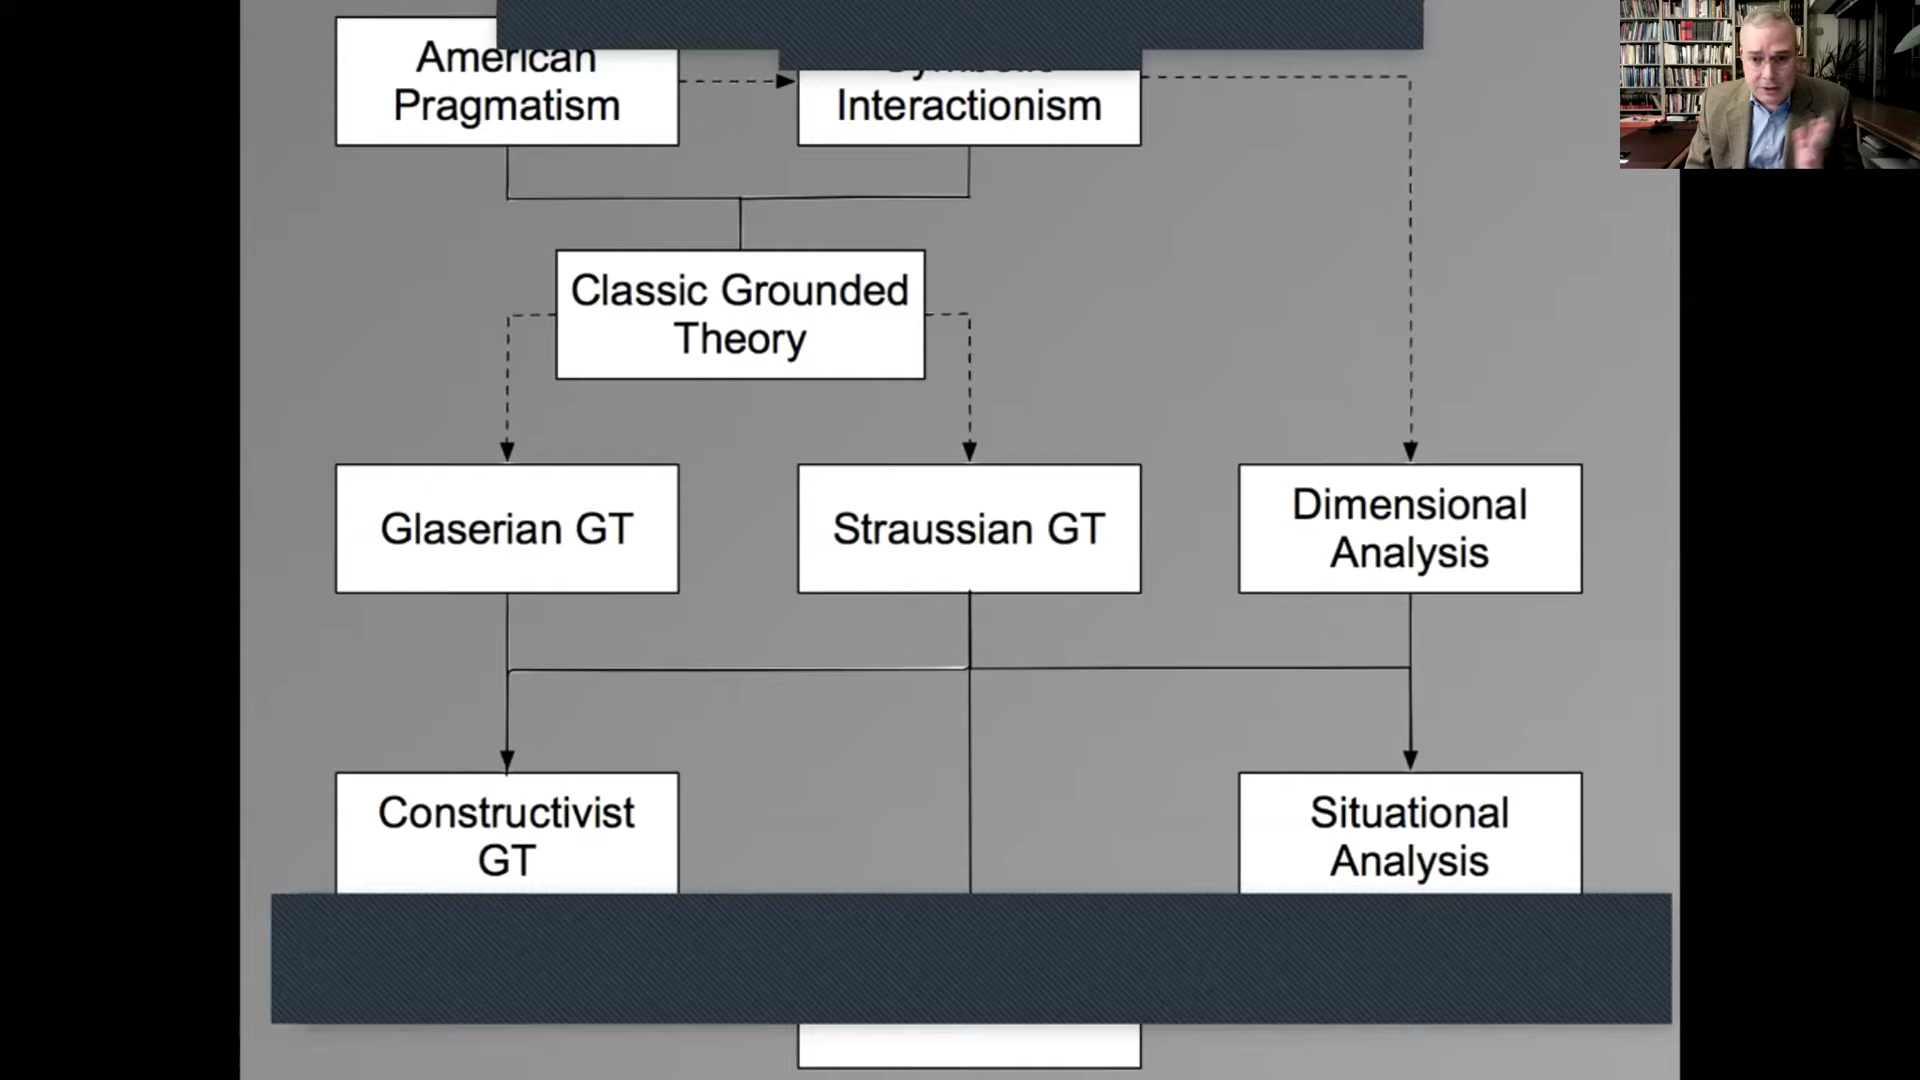 American
Pragmatism
Interactionism
Classic Grounded
Theory
Glaserian GT
Straussian GT
Dimensional
Analysis
Constructivist
GT
Situational
Analysis